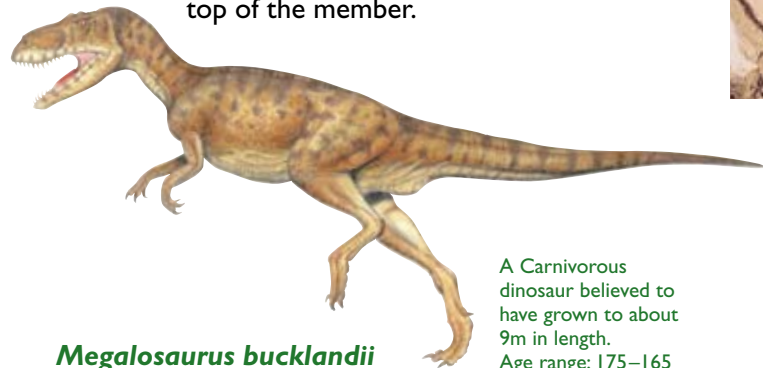 top of the member.
A Carnivorous
dinosaur believed to
have grown to about
9m in length.
Age range: 175–165
Megalosaurus bucklandii